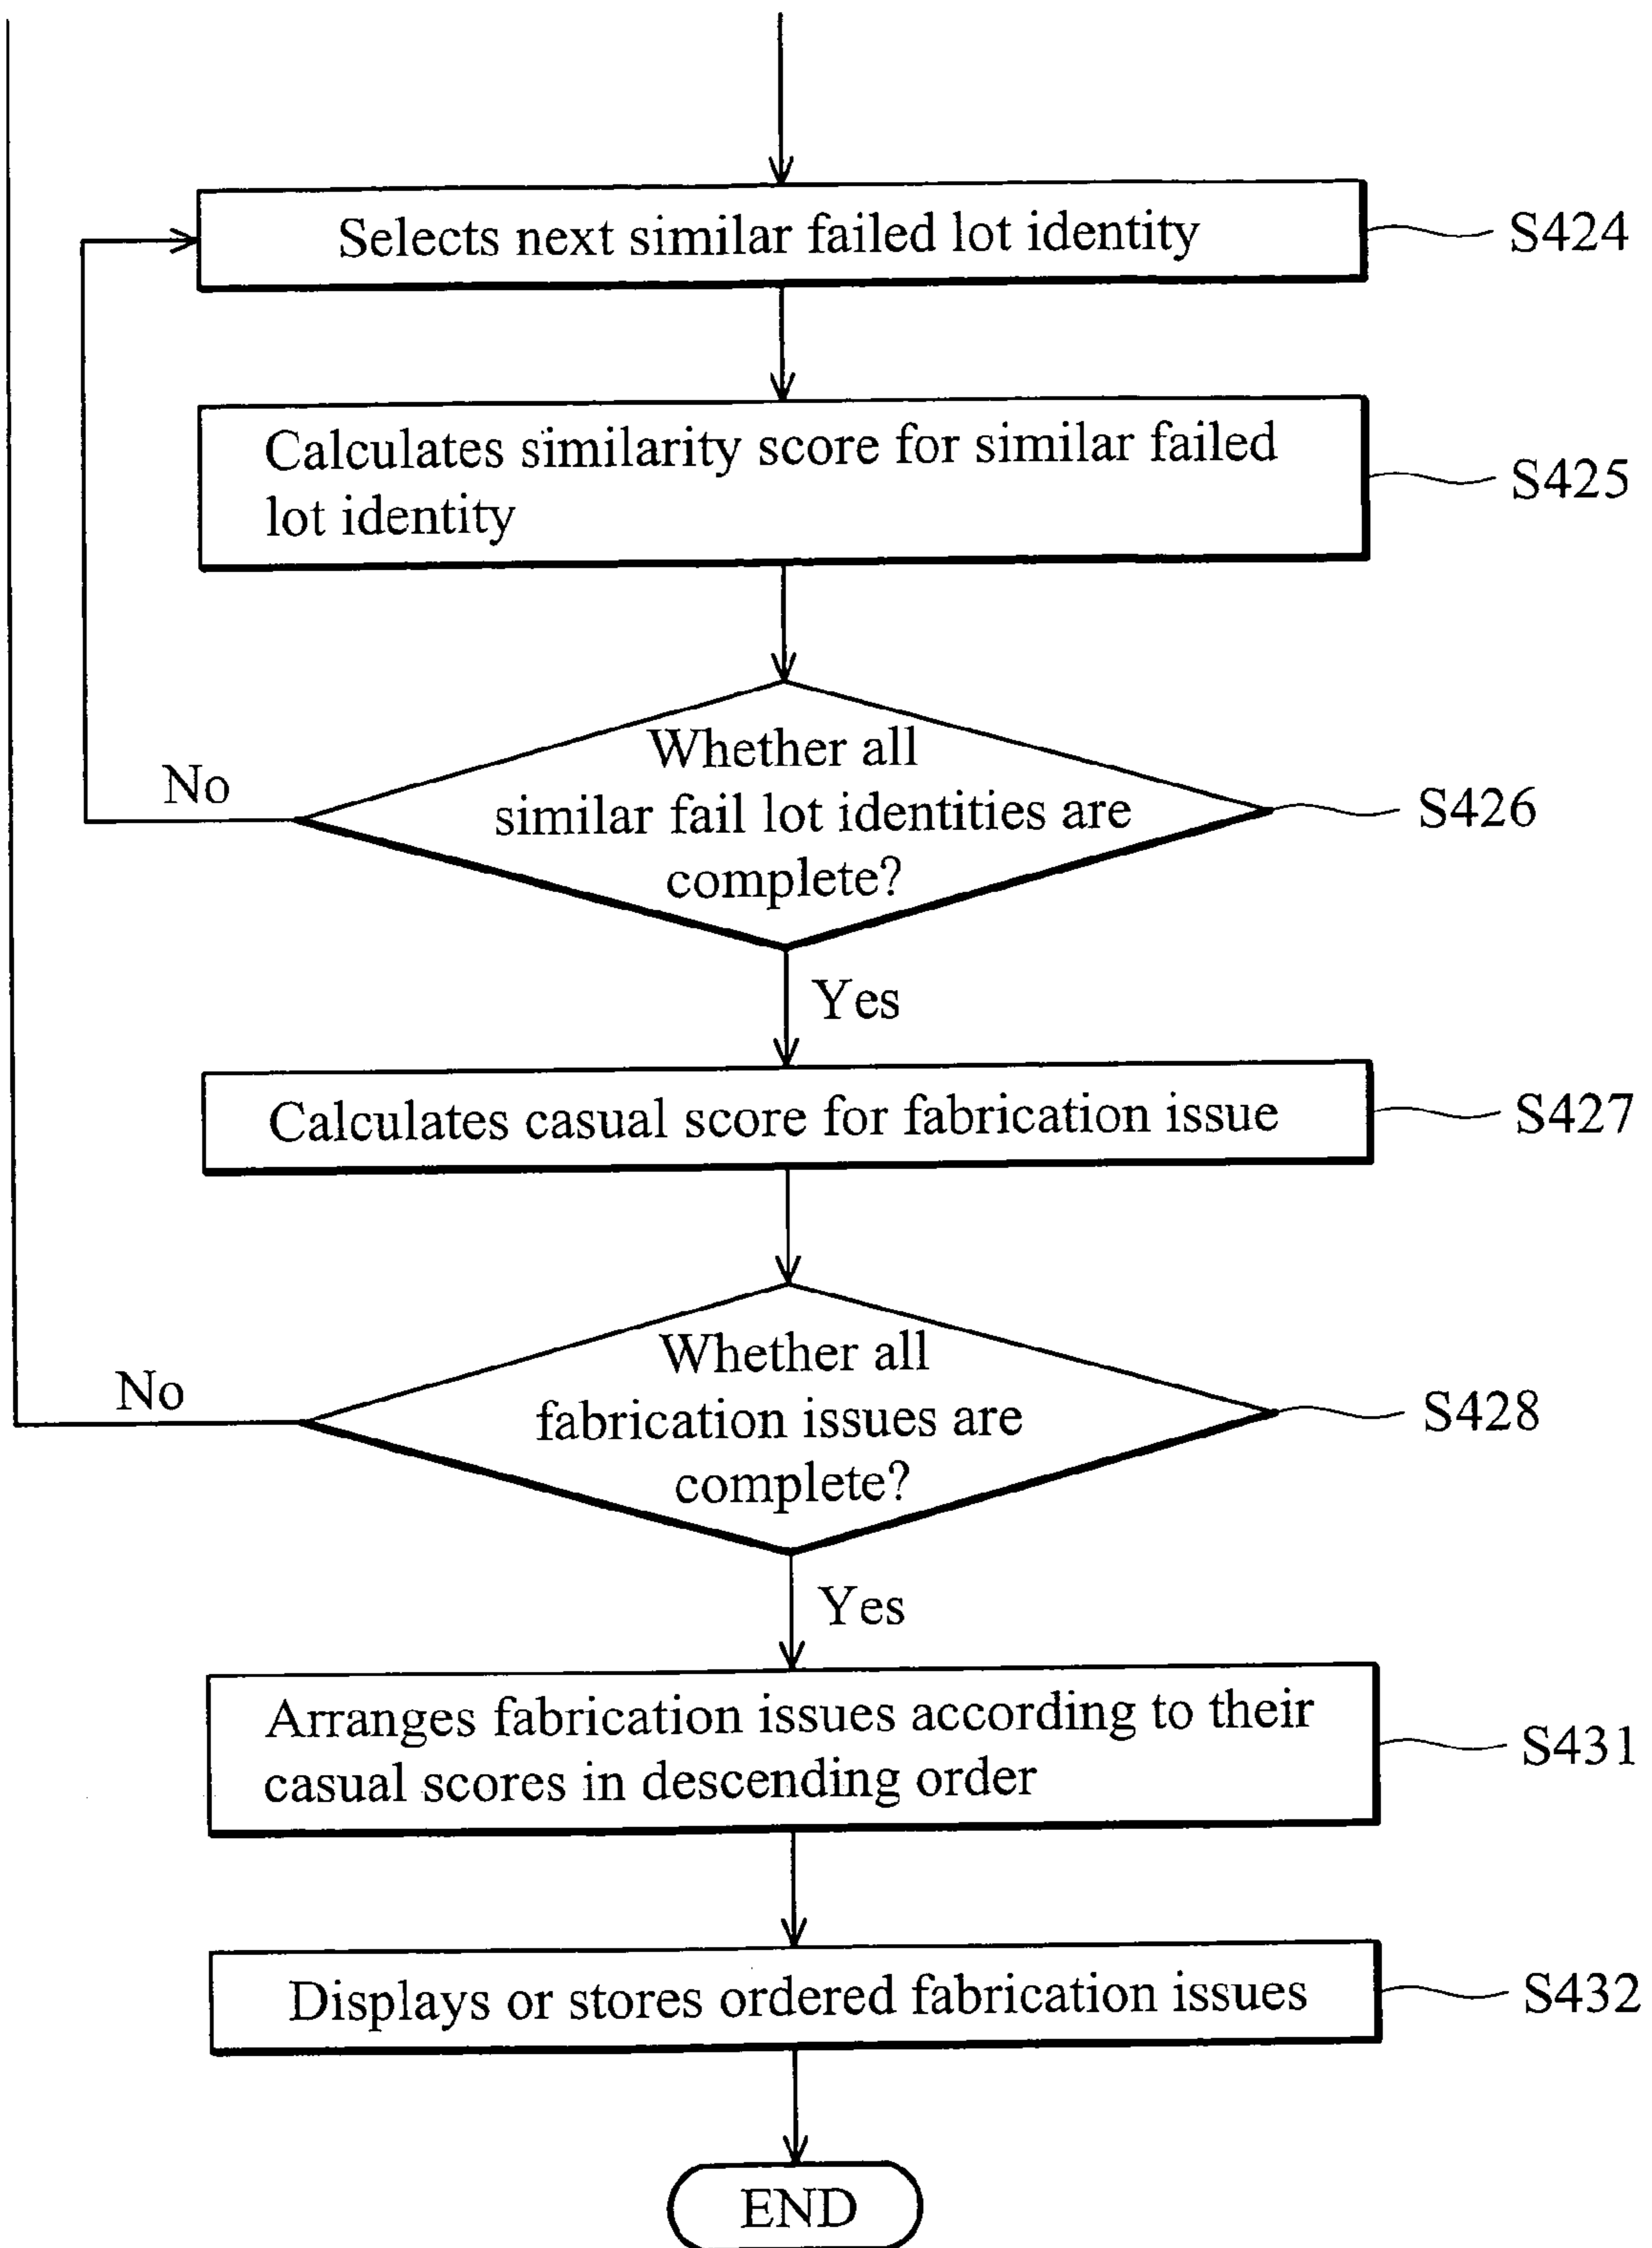 Selects next similar failed lot identity
S424
Calculates similarity score for similar failed
lot identity
S425
Whether all
similar fail lot identities are
complete?
S426
No
Yes
Calculates casual score for fabrication issue
S427
Whether all
fabrication issues are
complete?
S428
No
Yes
Arranges fabrication issues according to their
casual scores in descending order
S431
Displays or stores ordered fabrication issues
S432
END